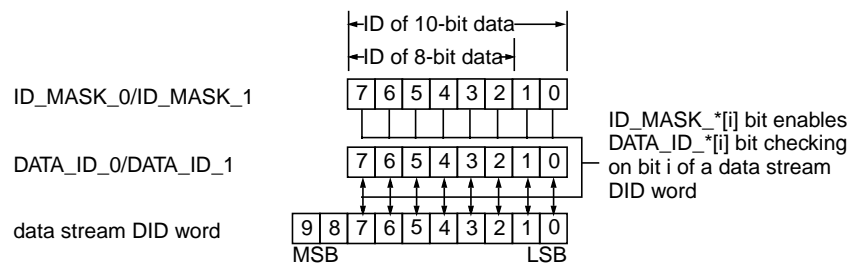 ID of 10-bit data
ID of 8-bit data
ID_MASK_0/ID_MASK_1 7 6 5 4 3 2 1 0
ID_MASK_*[i] bit enables
DATA_ID_*[i] bit checking
on bit i of a data stream
DID word
DATA_ID_0/DATA_ID_1 7 6 5 4 3 2 1 0
data stream DID word 9 8 7 6 5 4 3 2 1 0
MSB LSB